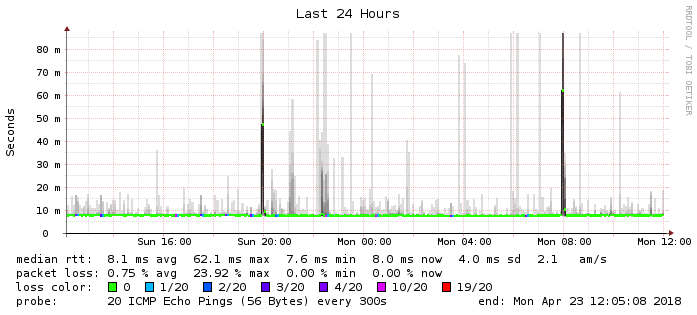 Last 24 Hours
RRDTOOL / TOBI OETIKER
Seconds
80 m
70 m
60 m
50 m
40 m
30 m
20 m
10 m
0
Sun 16:00 Sun 20:00 Mon 00:00 Mon 04:00 Mon 08:00 Mon 12:00
median rtt: 8.1 ms avg 62.1 ms max 7.6 ms min 8.0 ms now 4.0 ms sd 2.1 am/s
packet loss: 0.75 % avg 23.92 % max 0.00 % min 0.00 % now
loss color: 0 1/20 2/20 3/20 4/20 10/20 19/20
probe: 20 ICMP Echo Pings (56 Bytes) every 300s end: Mon Apr 23 12:05:08 2018